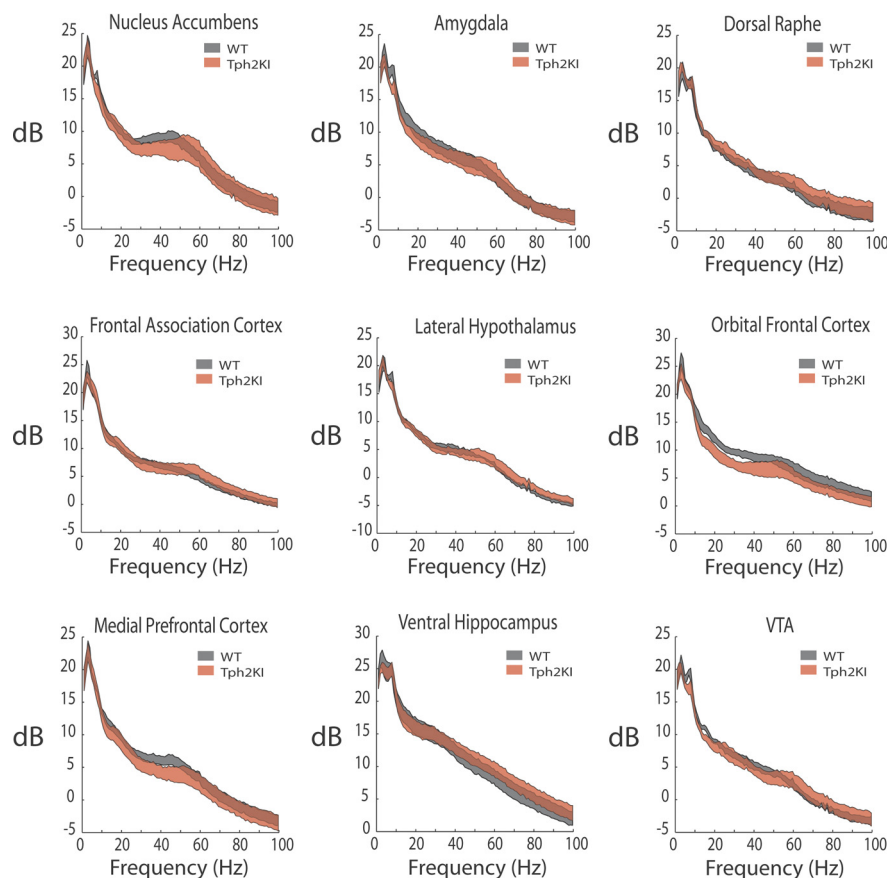 Nucleus Accumbens
25
20
15
10
5
0
-5
dB
WT
Tph2KI
0 20 40 60 80 100
Frequency (Hz)
Amygdala
25
20
15
10
5
0
-5
dB
WT
Tph2KI
0 20 40 60 80 100
Frequency (Hz)
Dorsal Raphe
25
20
15
10
5
0
-5
dB
WT
Tph2KI
0 20 40 60 80 100
Frequency (Hz)
Frontal Association Cortex
30
25
20
15
10
5
0
-5
dB
WT
Tph2KI
0 20 40 60 80 100
Frequency (Hz)
Lateral Hypothalamus
25
20
15
10
5
0
-5
-10
dB
WT
Tph2KI
0 20 40 60 80 100
Frequency (Hz)
Orbital Frontal Cortex
30
25
20
15
10
5
0
-5
dB
WT
Tph2KI
0 20 40 60 80 100
Frequency (Hz)
Medial Prefrontal Cortex
25
20
15
10
5
0
-5
dB
WT
Tph2KI
0 20 40 60 80 100
Frequency (Hz)
Ventral Hippocampus
30
25
20
15
10
5
0
dB
WT
Tph2KI
0 20 40 60 80 100
Frequency (Hz)
VTA
25
20
15
10
5
0
-5
dB
WT
Tph2KI
0 20 40 60 80 100
Frequency (Hz)